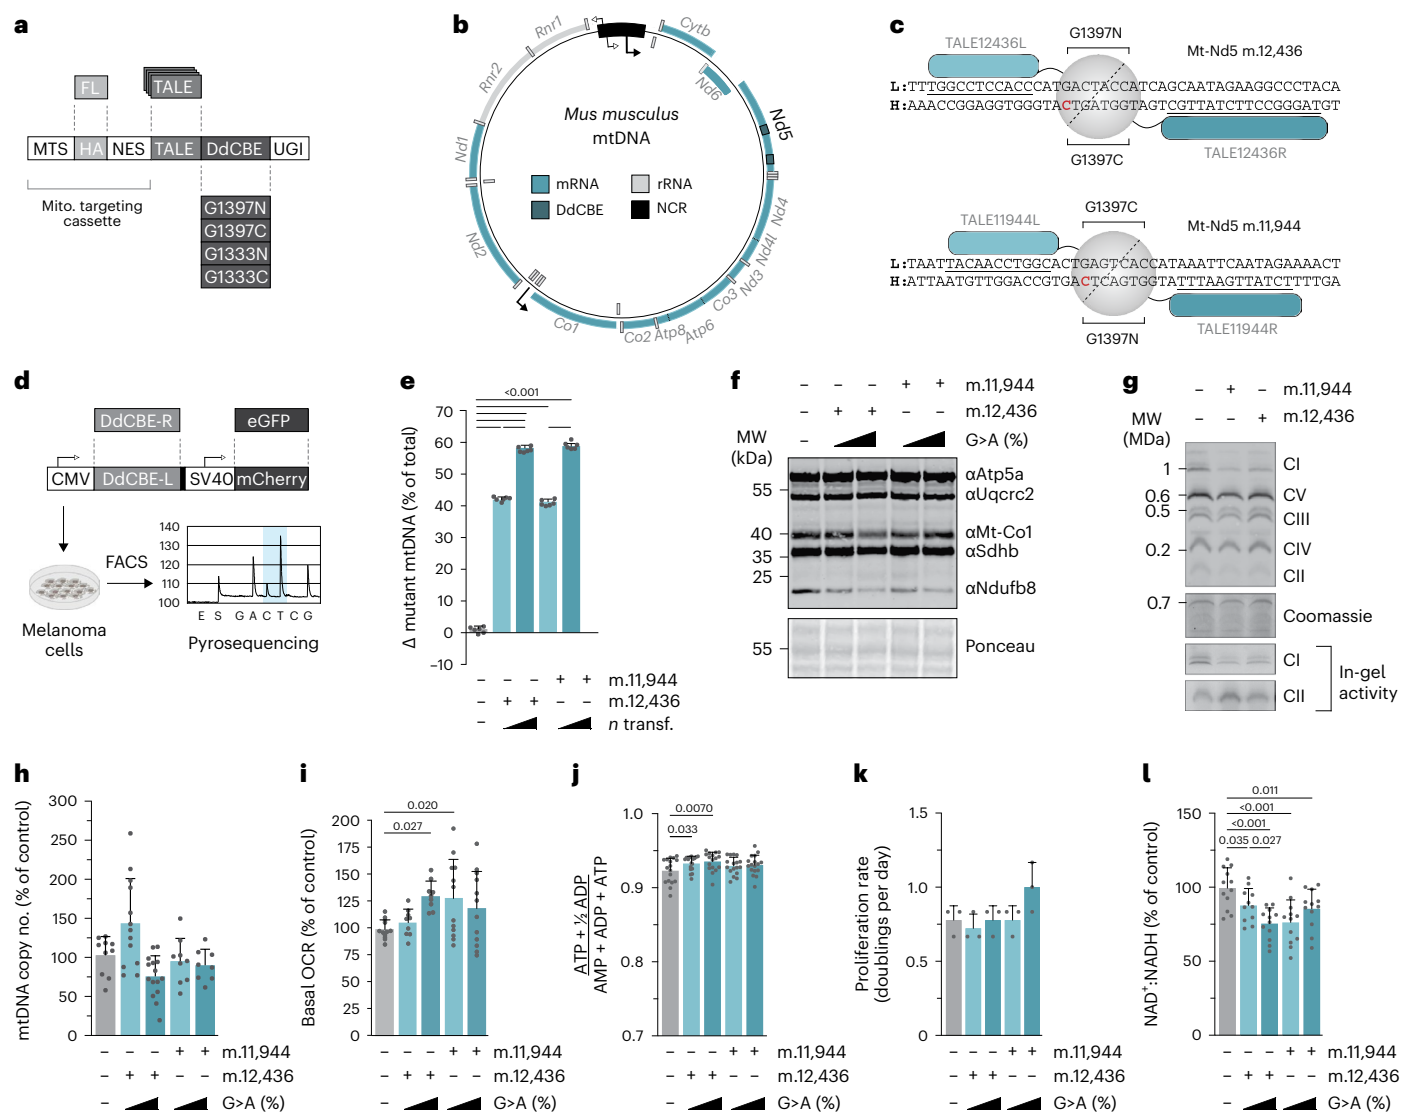 a
FL
TALE
MTS HA NES TALE DdCBE UGI
Mito. targeting
cassette
G1397N
G1397C
G1333N
G1333C
b
Rnr1
Cytb
Rnr2
Nd6
Nd5
Nd1
Mus musculus
mtDNA
mRNA
rRNA
DdCBE
NCR
Nd2
Nd4
Nd4l
Nd3
Co3
Atp6
Atp8
Co2
Co1
c
G1397N
TALE12436L
Mt-Nd5 m.12,436
L:TTTGGCCTCCACCCATGACTACCATCAGCAATAGAAGGCCCTACA
H:AAACCGGAGGTGGGTACTGATGGTAGTCGTTATCTTCCGGGATGT
G1397C
TALE12436R
G1397C
TALE11944L
Mt-Nd5 m.11,944
L:TAATTACAACCTGGCACTGAGTCACCATAAATTCAATAGAAAACT
H:ATTAATGTTGGACCGTGACTCAGTGGTATTTAAGTTATCTTTTGA
G1397N
TALE11944R
d
DdCBE-R
eGFP
CMV DdCBE-L SV40 mCherry
FACS
140
130
120
110
100
E S G A C T C G
Melanoma
cells
Pyrosequencing
e
<0.001
Δ mutant mtDNA (% of total)
70
60
50
40
30
20
10
0
–10
– – – + + m.11,944
– + + – – m.12,436
– n transf.
f
– – – + + m.11,944
– + + – – m.12,436
– G>A (%)
MW
(kDa)
αAtp5a
55
αUqcrc2
40
αMt-Co1
35
αSdhb
25
αNdufb8
55
Ponceau
g
– + – m.11,944
– – + m.12,436
MW
(MDa)
1
CI
0.6
CV
0.5
CIII
0.2
CIV
CII
0.7
Coomassie
CI
CII
In-gel
activity
h
mtDNA copy no. (% of control)
300
250
200
150
100
50
0
– – – + + m.11,944
– + + – – m.12,436
– G>A (%)
i
Basal OCR (% of control)
0.020
0.027
200
175
150
125
100
75
50
25
0
– – – + + m.11,944
– + + – – m.12,436
– G>A (%)
j
ATP + ½ ADP
AMP + ADP + ATP
0.0070
0.033
1.0
0.9
0.8
0.7
– – – + + m.11,944
– + + – – m.12,436
– G>A (%)
k
Proliferation rate
(doublings per day)
1.5
1.0
0.5
0
– – – + + m.11,944
– + + – – m.12,436
– G>A (%)
l
NAD⁺:NADH (% of control)
0.011
<0.001
<0.001
0.035 0.027
150
100
50
0
– – – + + m.11,944
– + + – – m.12,436
– G>A (%)